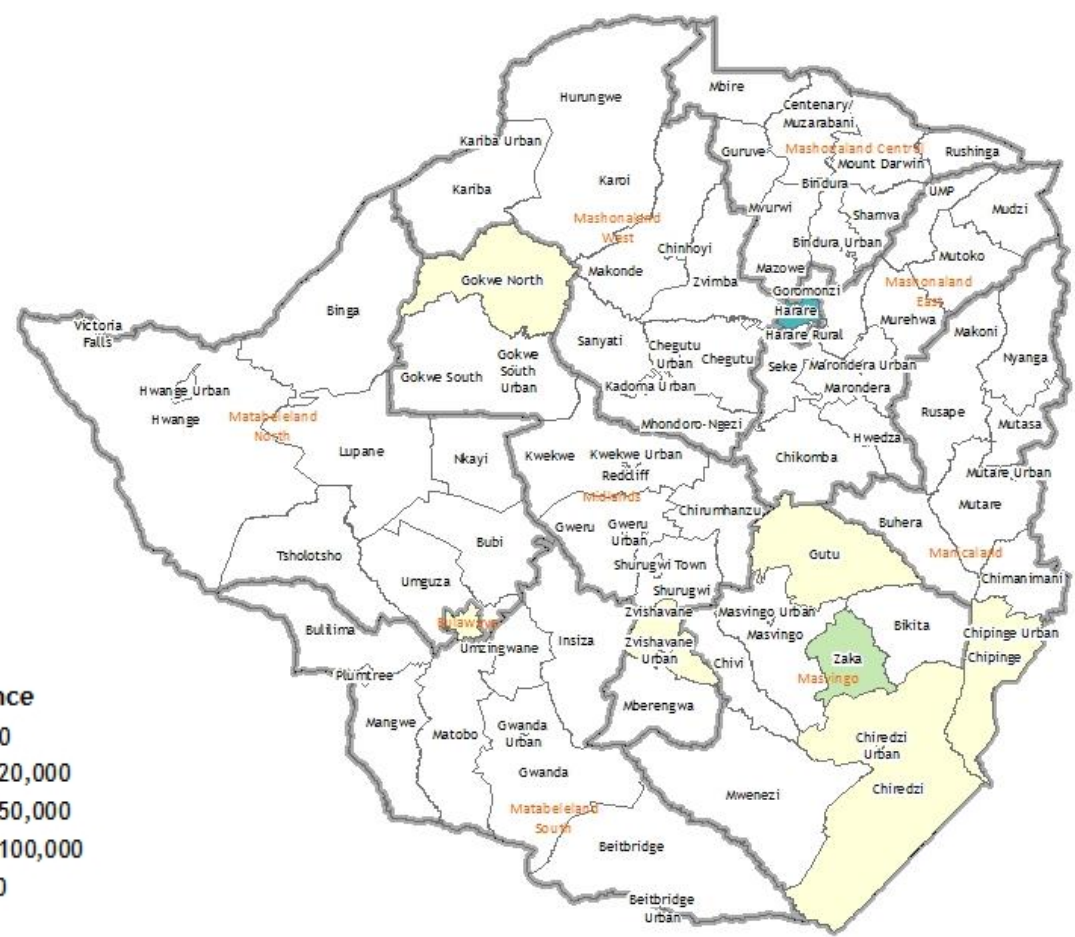 Mbire
Hurungwe
Centenary/
Muzarabani
Kariba Urban
Guruve
Mashonaland Central
Rushinga
Mount Darwin
Kariba
Karoi
Bindura
UMP
Mvurwi
Shamva
Mudzi
Mashonaland
West
Chinhoyi
Bindura Urban
Mutoko
Gokwe North
Makonde
Zvimba
Mazowe
Mashonaland
East
Goromonzi
Binga
Harare
Murehwa
Victoria
Falls
Harare Rural
Makoni
Sanyati
Chegutu
Urban
Chegutu
Nyanga
Gokwe South
Gokwe
South
Urban
Seke
Marondera Urban
Marondera
Hwange Urban
Kadoma Urban
Hwange
Matabeleland
North
Mhondoro-Ngezi
Rusape
Mutasa
Hwedza
Lupane
Nkayi
Kwekwe
Kwekwe Urban
Redcliff
Chikomba
Mutare Urban
Midlands
Chirumhanzu
Mutare
Gweru
Gweru
Urban
Buhera
Tsholotsho
Bubi
Gutu
Manicaland
Shurugwi Town
Umguza
Chimanimani
Shurugwi
Bulawayo
Zvishavane
Masvingo Urban
Bulilima
Insiza
Masvingo
Bikita
Chipinge Urban
Umzingwane
Zvishavane
Urban
Chivi
Zaka
Chipinge
Plumtree
Masvingo
nce
Mangwe
Matobo
Gwanda
Urban
Mberengwa
0
Chiredzi
Urban
20,000
Gwanda
Chiredzi
50,000
Matabeleland
South
Mwenezi
100,000
Beitbridge
0
Beitbridge
Urban